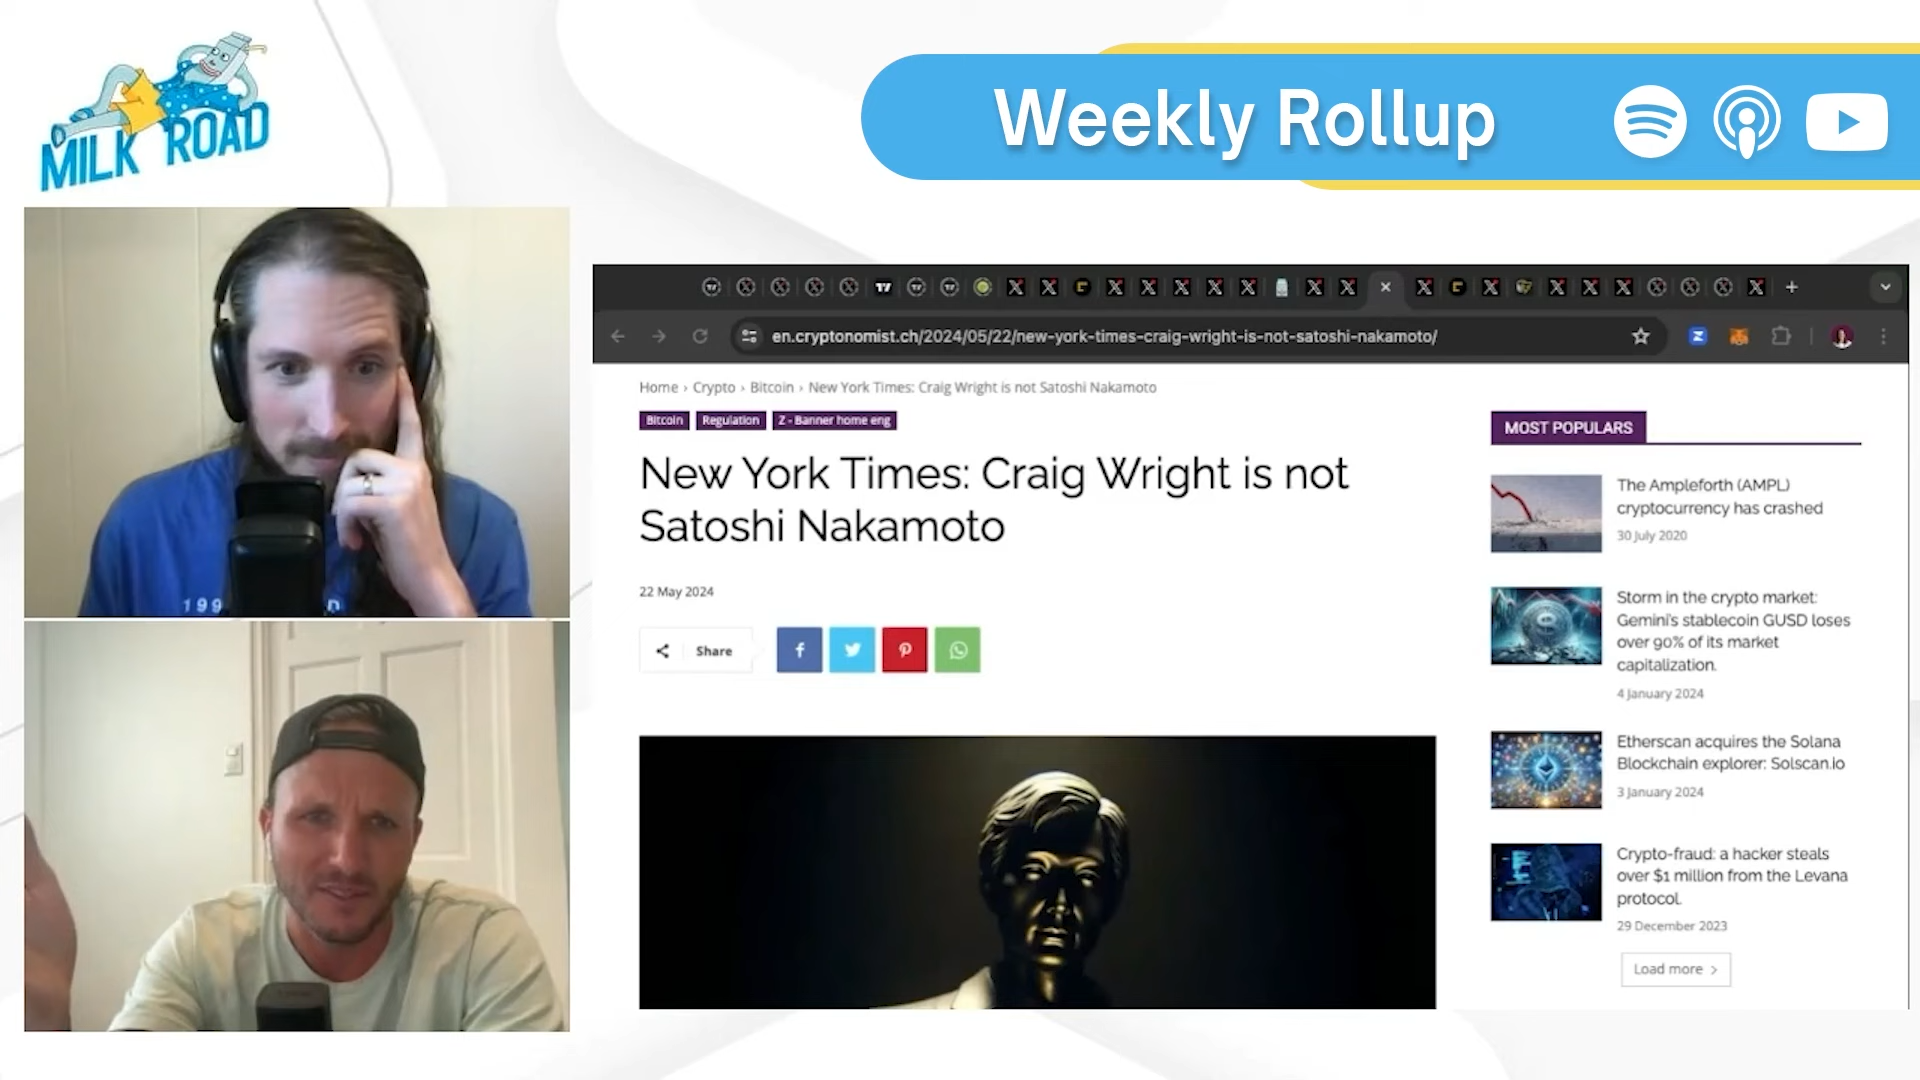 MILK ROAD
Weekly Rollup
en.cryptonomist.ch/2024/05/22/new-york-times-craig-wright-is-not-satoshi-nakamoto/
Home › Crypto › Bitcoin › New York Times: Craig Wright is not Satoshi Nakamoto
Bitcoin Regulation Z - Banner home eng
New York Times: Craig Wright is not
Satoshi Nakamoto
22 May 2024
Share
MOST POPULARS
The Ampleforth (AMPL)
cryptocurrency has crashed
30 July 2020
Storm in the crypto market:
Gemini's stablecoin GUSD loses
over 90% of its market
capitalization.
4 January 2024
Etherscan acquires the Solana
Blockchain explorer: Solscan.io
3 January 2024
Crypto-fraud: a hacker steals
over $1 million from the Levana
protocol.
29 December 2023
Load more ›